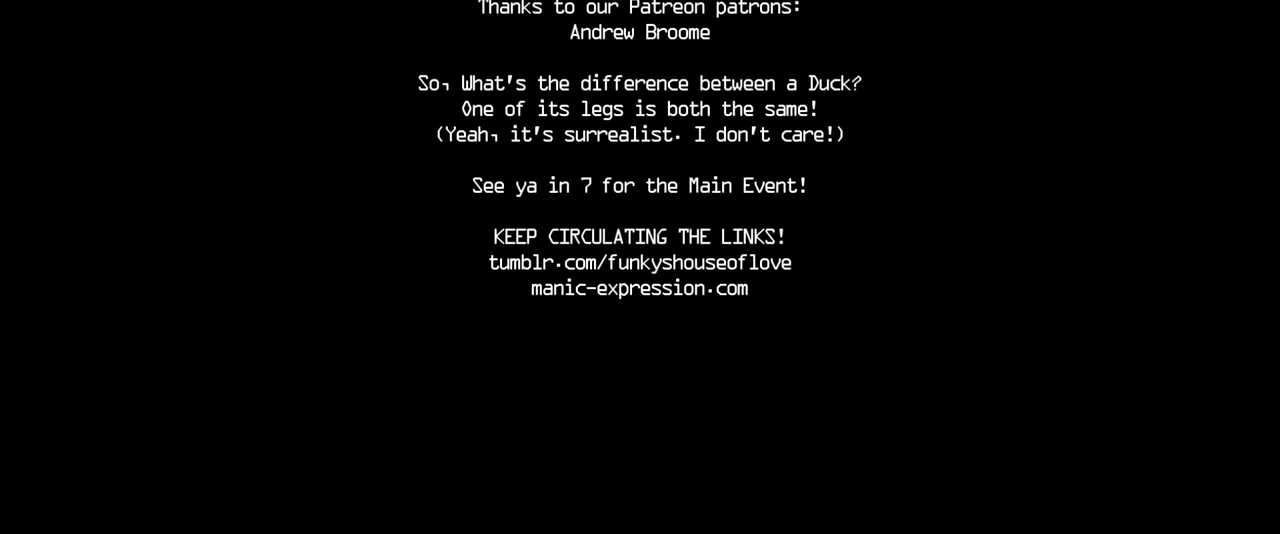 Thanks to our Patreon patrons:
Andrew Broome
So, What's the difference between a Duck?
One of its legs is both the same!
(Yeah, it's surrealist. I don't care!)
See ya in 7 for the Main Event!
KEEP CIRCULATING THE LINKS!
tumblr.com/funkyshouseoflove
manic-expression.com